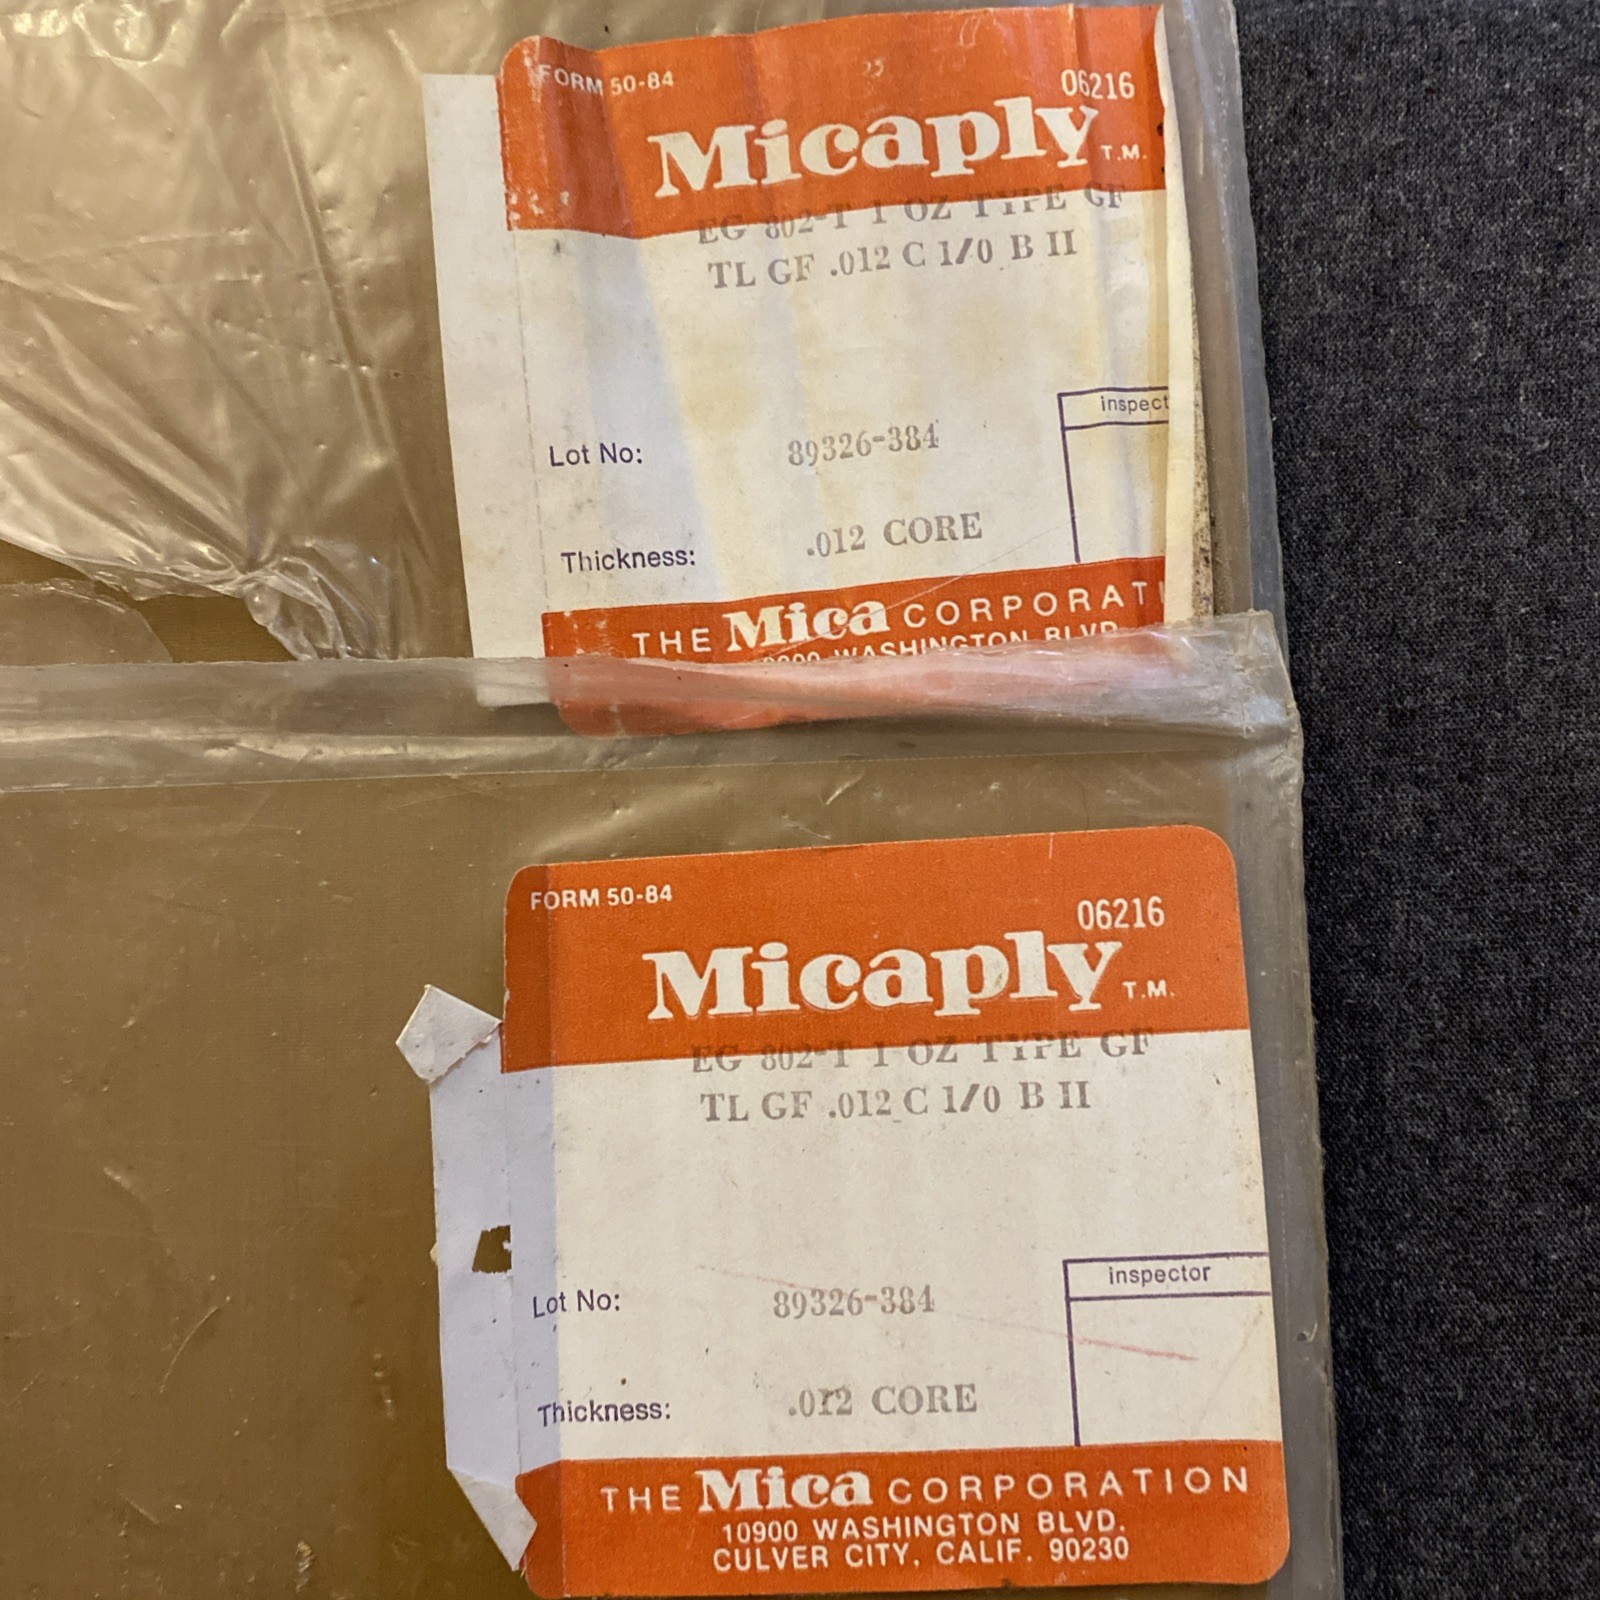 FORM 50-84
06216
Micaply T.M.
EG 802-T 1 OZ TYPE GF
TL GF .012 C 1/0 B II
inspect
Lot No: 89326-384
Thickness: .012 CORE
THE Mica CORPORATI
WASHINGTON BLVD
FORM 50-84
06216
Micaply T.M.
EG 802-T 1 OZ TYPE GF
TL GF .012 C 1/0 B II
inspector
Lot No: 89326-384
Thickness: .012 CORE
THE Mica CORPORATION
10900 WASHINGTON BLVD.
CULVER CITY, CALIF. 90230